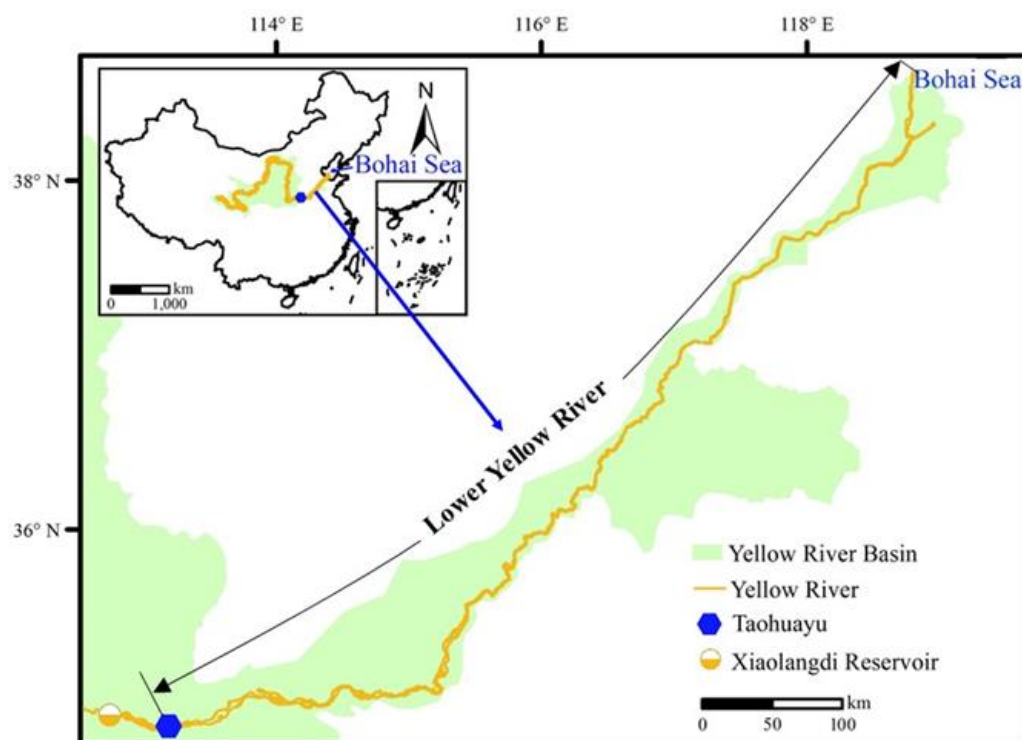 114° E
116° E
118° E
Bohai Sea
N
Bohai Sea
38° N
km
0
1,000
Lower Yellow River
36° N
Yellow River Basin
Yellow River
Taohuayu
Xiaolangdi Reservoir
km
0
50
100